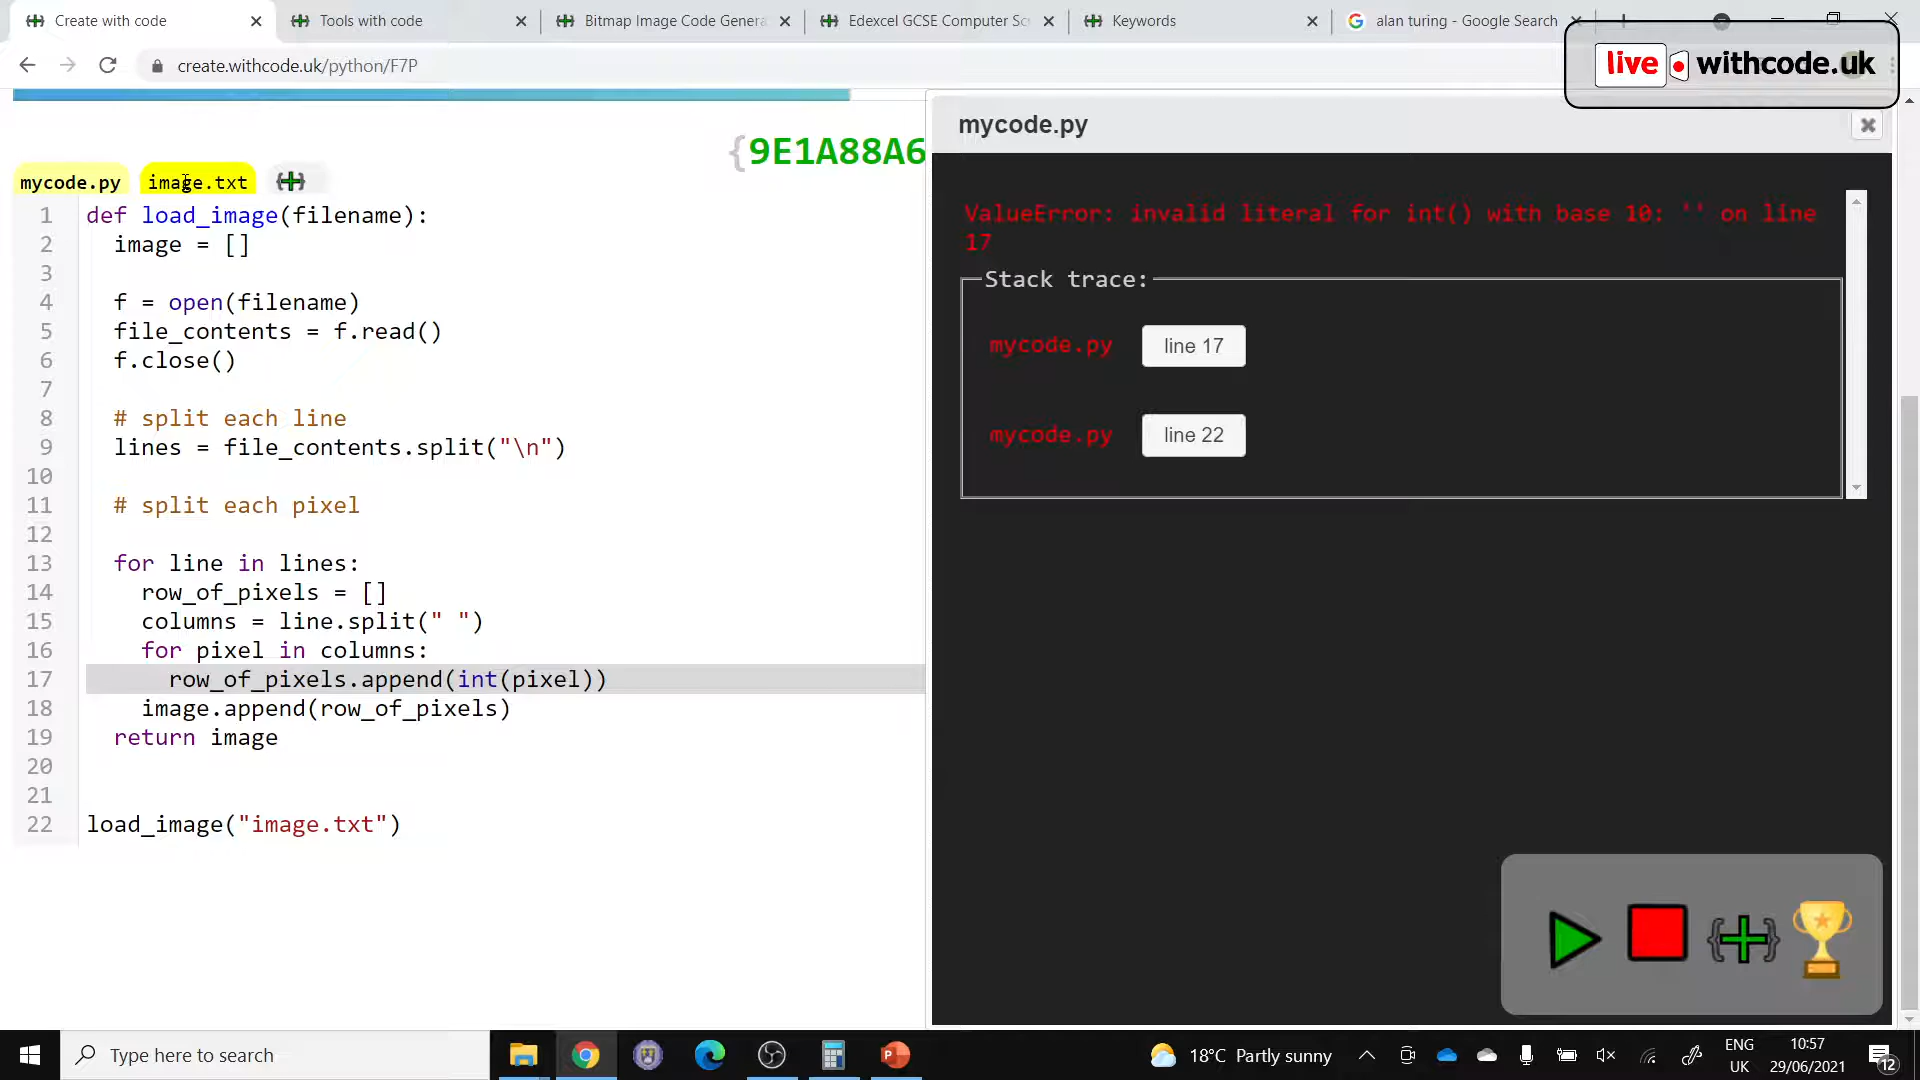 Create with code
Tools with code
Bitmap Image Code Genera
Edexcel GCSE Computer Sc
Keywords
alan turing - Google Search
create.withcode.uk/python/F7P
live withcode.uk
{9E1A88A6
mycode.py
image.txt
{+}
1 def load_image(filename):
2 image = []
3
4 f = open(filename)
5 file_contents = f.read()
6 f.close()
7
8 # split each line
9 lines = file_contents.split("\n")
10
11 # split each pixel
12
13 for line in lines:
14 row_of_pixels = []
15 columns = line.split(" ")
16 for pixel in columns:
17 row_of_pixels.append(int(pixel))
18 image.append(row_of_pixels)
19 return image
20
21
22 load_image("image.txt")
mycode.py
ValueError: invalid literal for int() with base 10: '' on line
17
Stack trace:
mycode.py line 17
mycode.py line 22
{+}
Type here to search
18°C Partly sunny
ENG
UK
10:57
29/06/2021
12